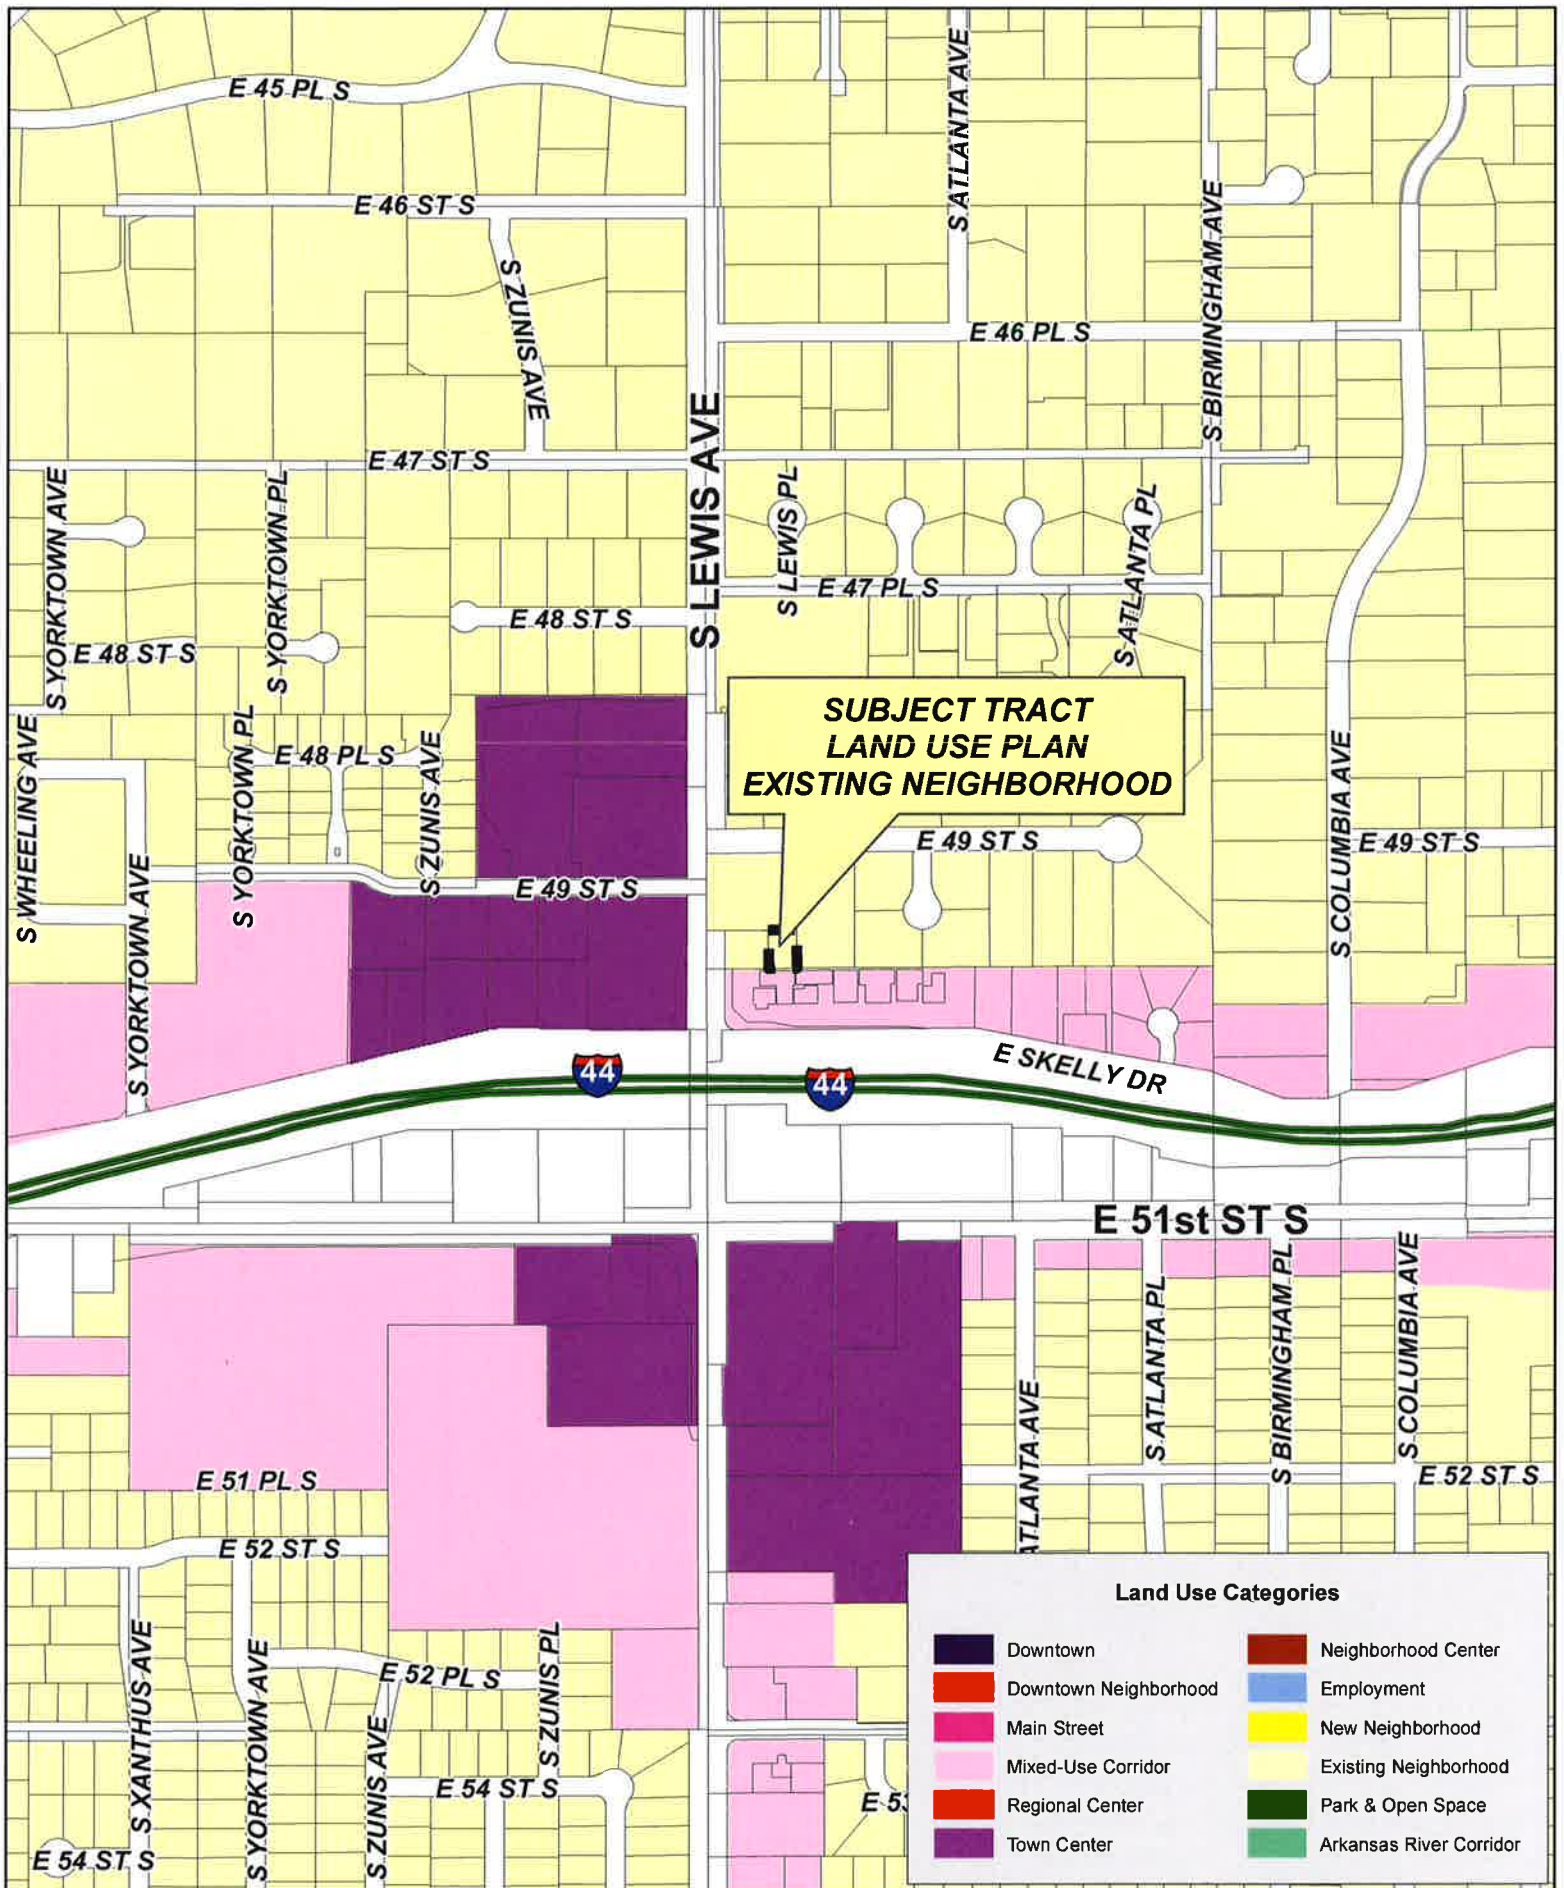 E 45 PL S
S ATLANTA AVE
E 46 ST S
S ZUNIS AVE
S BIRMINGHAM AVE
E 46 PL S
S LEWIS AVE
E 47 ST S
S YORKTOWN AVE
S YORKTOWN PL
S LEWIS PL
S ATLANTA PL
E 47 PL S
E 48 ST S
E 48 ST S
SUBJECT TRACT
LAND USE PLAN
EXISTING NEIGHBORHOOD
S WHEELING AVE
S YORKTOWN PL
E 48 PL S
S ZUNIS AVE
S COLUMBIA AVE
E 49 ST S
E 49 ST S
E 49 ST S
S YORKTOWN AVE
44
44
E SKELLY DR
E 51st ST S
S ATLANTA PL
S BIRMINGHAM PL
S COLUMBIA AVE
ATLANTA AVE
E 51 PL S
E 52 ST S
E 52 ST S
S XANTHUS AVE
S YORKTOWN AVE
E 52 PL S
S ZUNIS PL
S ZUNIS AVE
E 54 ST S
E 53
E 54 ST S
Land Use Categories
Downtown
Downtown Neighborhood
Main Street
Mixed-Use Corridor
Regional Center
Town Center
Neighborhood Center
Employment
New Neighborhood
Existing Neighborhood
Park & Open Space
Arkansas River Corridor